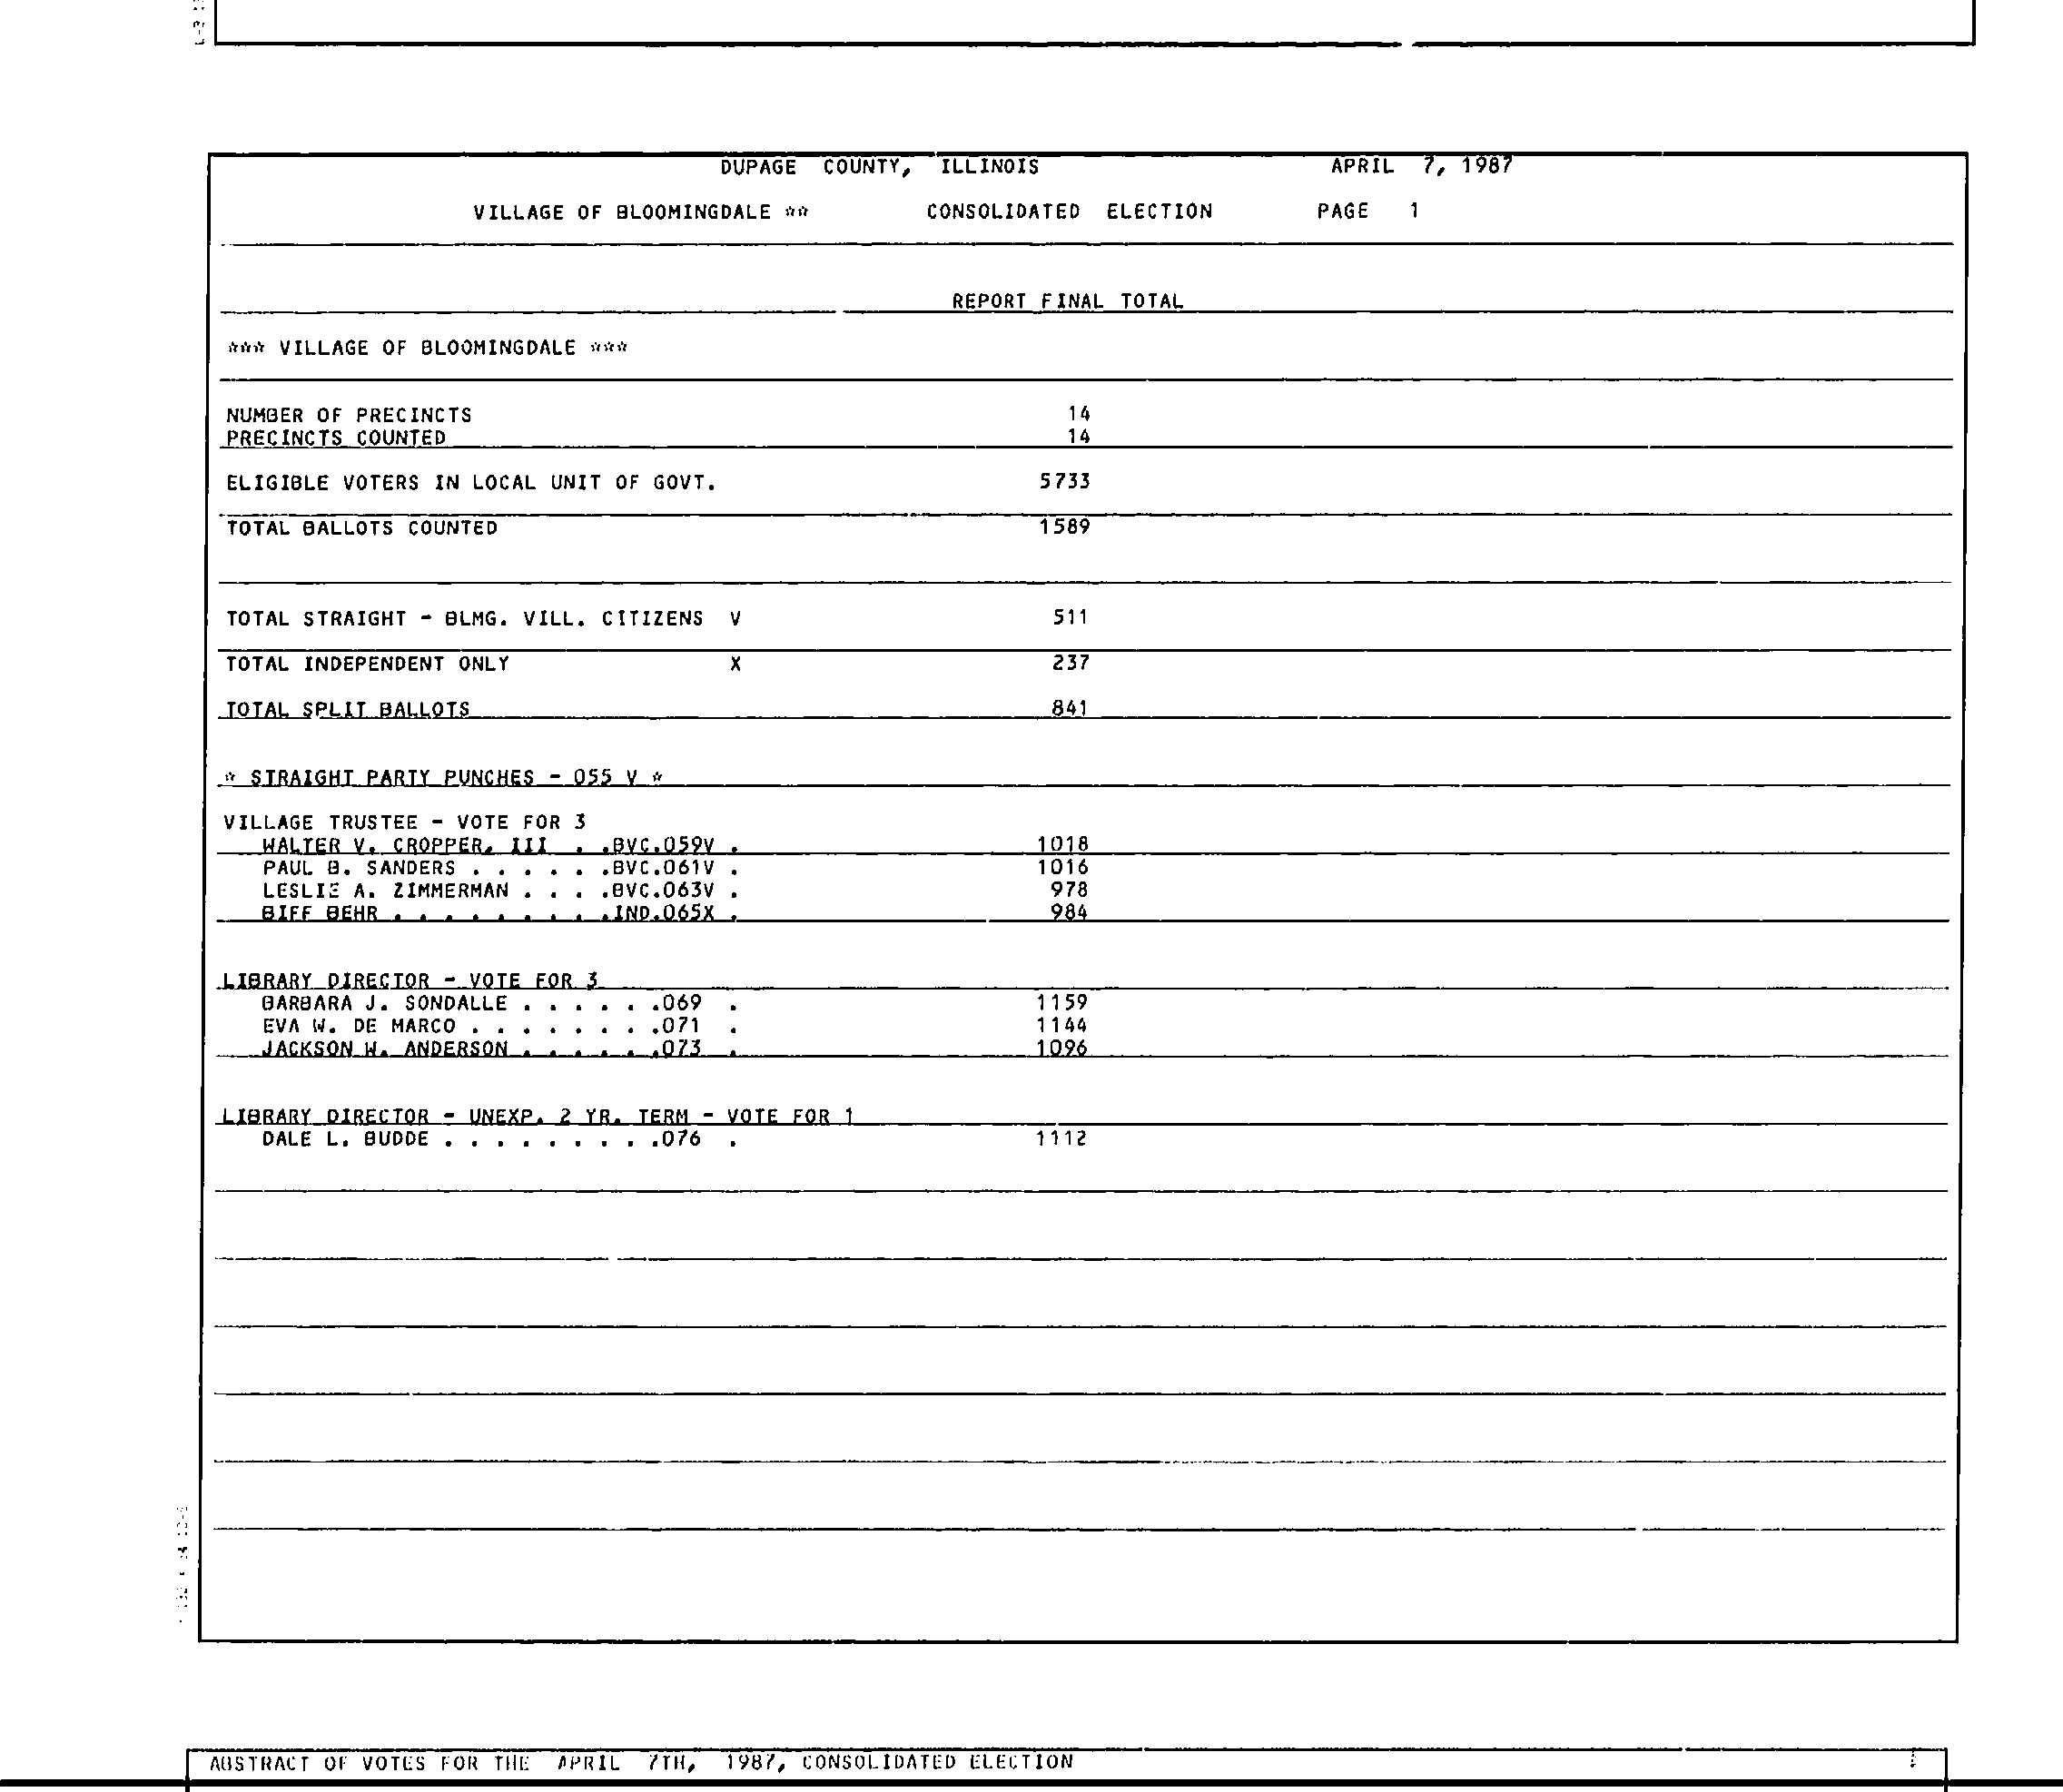 DUPAGE COUNTY, ILLINOIS APRIL 7, 1987
VILLAGE OF BLOOMINGDALE ** CONSOLIDATED ELECTION PAGE 1
REPORT FINAL TOTAL
*** VILLAGE OF BLOOMINGDALE ***
NUMBER OF PRECINCTS 14
PRECINCTS COUNTED 14
ELIGIBLE VOTERS IN LOCAL UNIT OF GOVT. 5733
TOTAL BALLOTS COUNTED 1589
TOTAL STRAIGHT - BLMG. VILL. CITIZENS V 511
TOTAL INDEPENDENT ONLY X 237
TOTAL SPLIT BALLOTS 841
* STRAIGHT PARTY PUNCHES - 055 V *
VILLAGE TRUSTEE - VOTE FOR 3
WALTER V. CROPPER, III . .BVC.059V . 1018
PAUL B. SANDERS . . . . . .BVC.061V . 1016
LESLIE A. ZIMMERMAN . . . .BVC.063V . 978
BIFF BEHR . . . . . . . . .IND.065X . 984
LIBRARY DIRECTOR - VOTE FOR 3
BARBARA J. SONDALLE . . . . . .069 . 1159
EVA W. DE MARCO . . . . . . . .071 . 1144
JACKSON W. ANDERSON . . . . . .073 . 1096
LIBRARY DIRECTOR - UNEXP. 2 YR. TERM - VOTE FOR 1
DALE L. BUDDE . . . . . . . . .076 . 1112
ABSTRACT OF VOTES FOR THE APRIL 7TH, 1987, CONSOLIDATED ELECTION